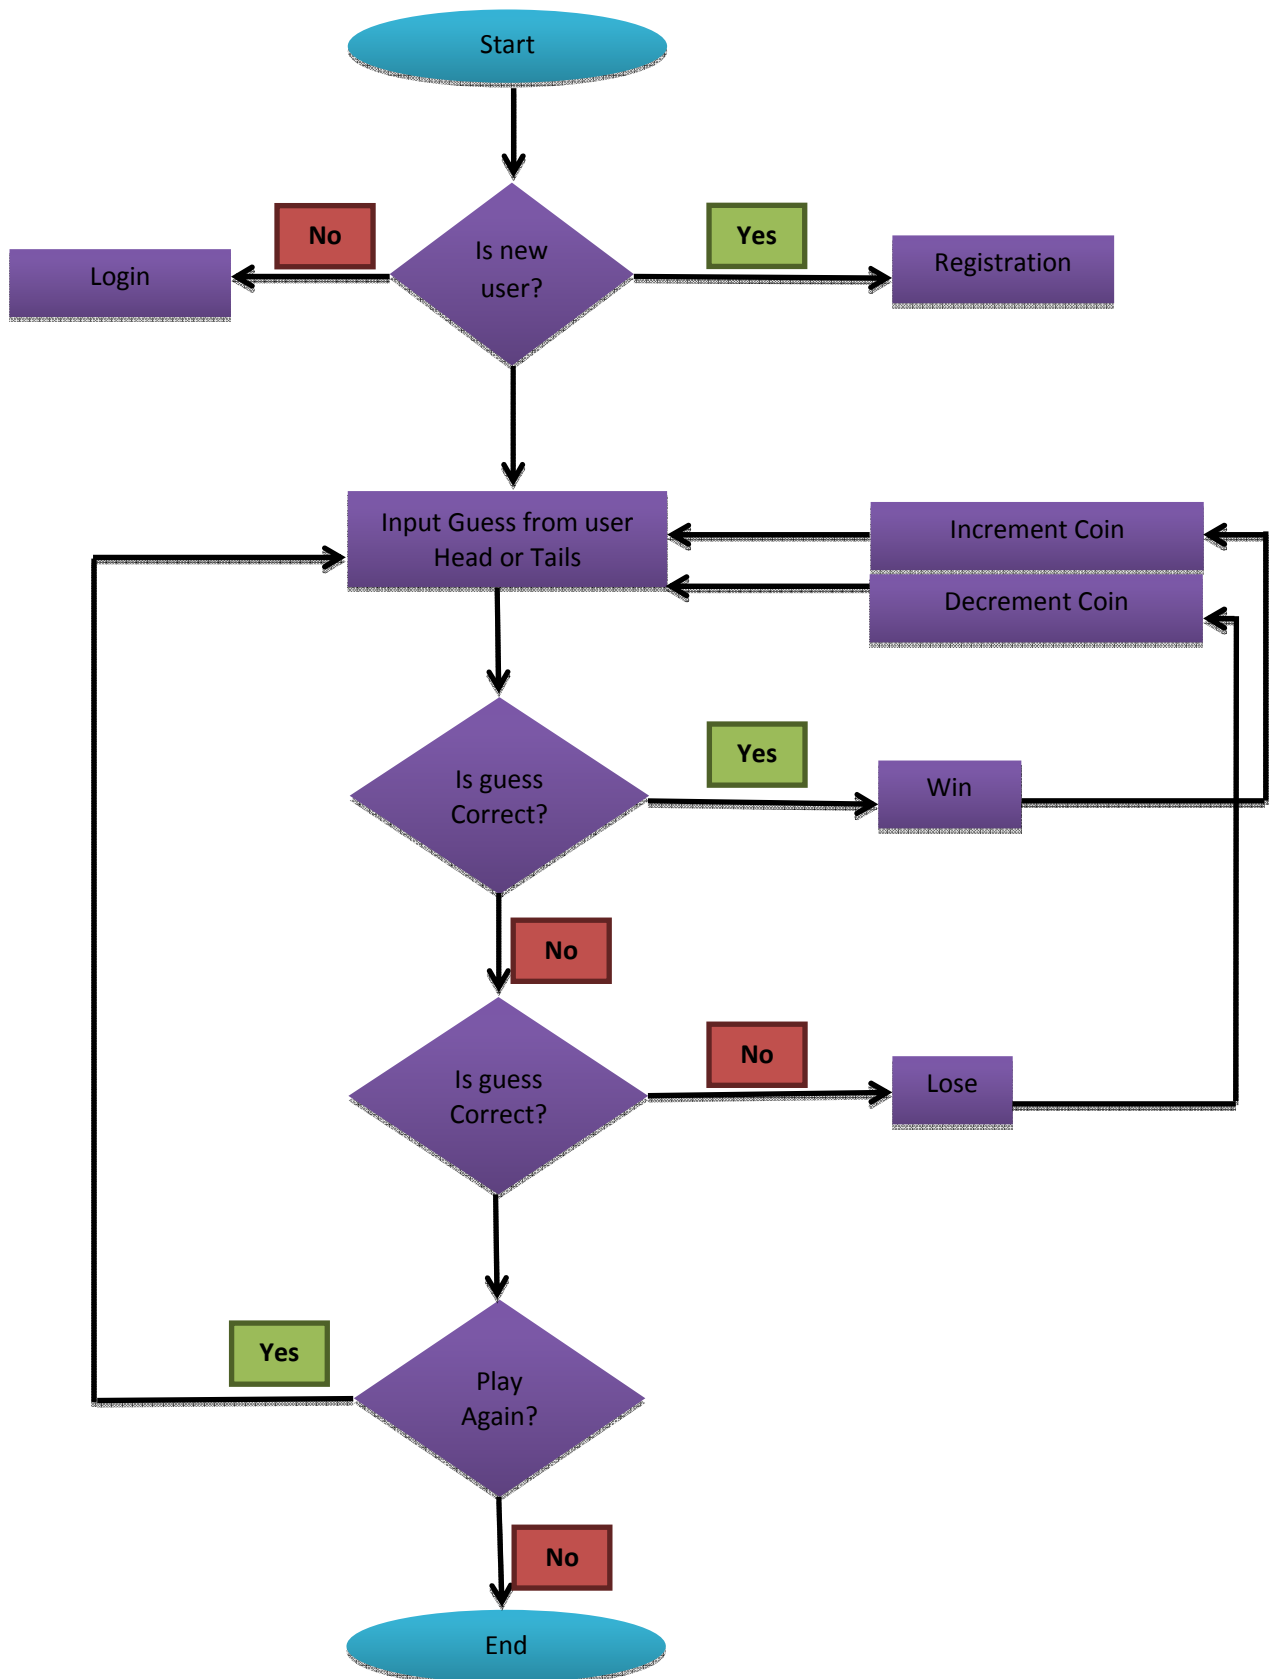 Start
No
Yes
Login
Is new
user?
Registration
Input Guess from user
Head or Tails
Increment Coin
Decrement Coin
Is guess
Correct?
Yes
Win
No
Is guess
Correct?
No
Lose
Yes
Play
Again?
No
End